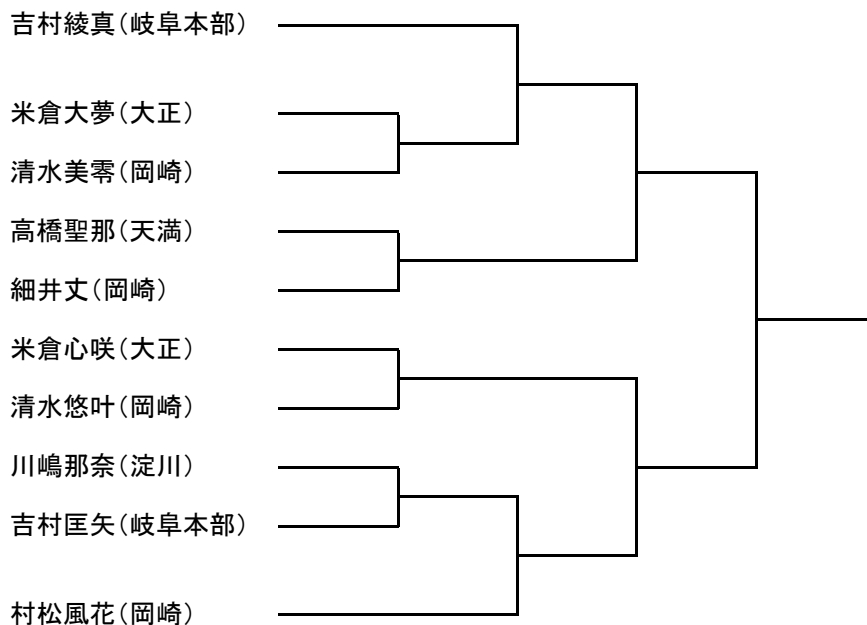 吉村綾真（岐阜本部）
米倉大夢（大正）
清水美零（岡崎）
高橋聖那（天満）
細井丈（岡崎）
米倉心咲（大正）
清水悠叶（岡崎）
川嶋那奈（淀川）
吉村匡矢（岐阜本部）
村松風花（岡崎）